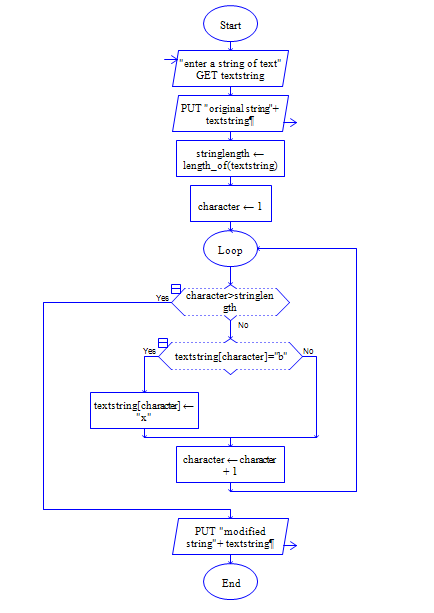 Start
"enter a string of text"
GET textstring
PUT "original string"+
textstring¶
stringlength ←
length_of(textstring)
character ← 1
Loop
Yes
character>stringlen
gth
No
Yes
textstring[character]="b"
No
textstring[character] ←
"x"
character ← character
+ 1
PUT "modified
string"+ textstring¶
End